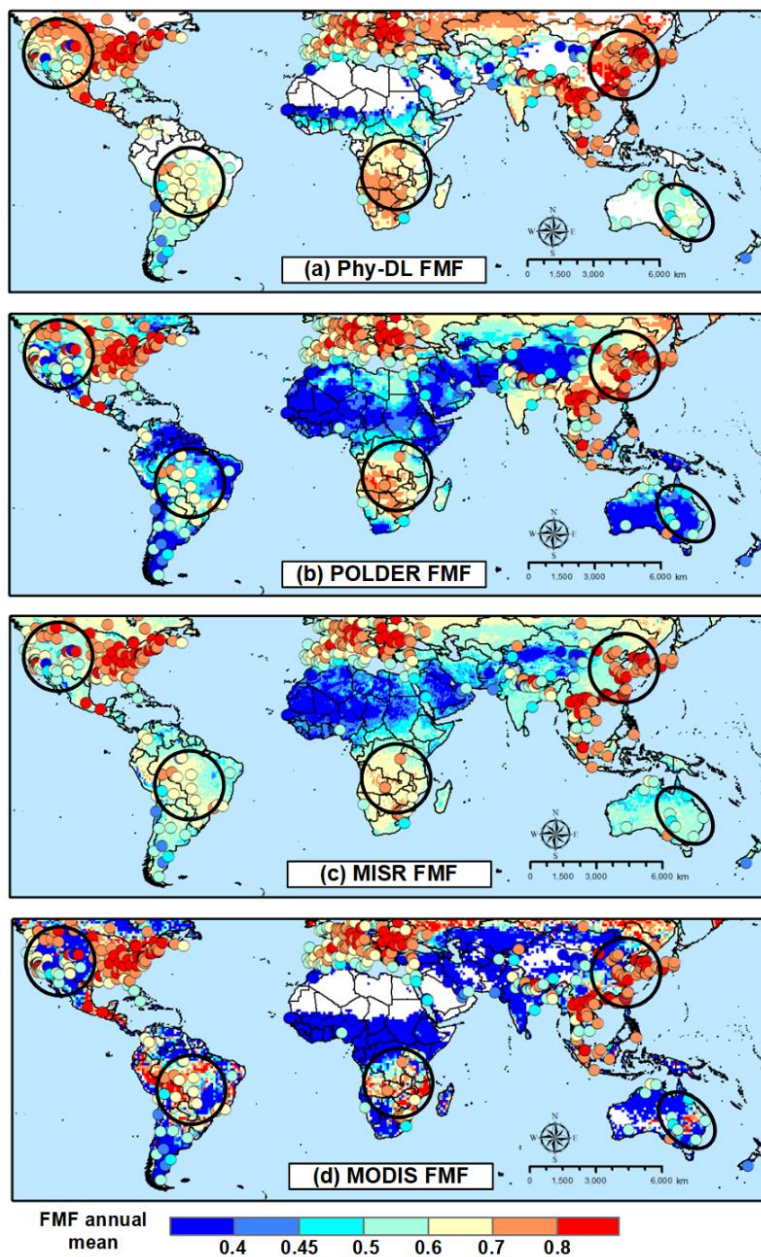 N
W E
S
0 1,500 3,000 6,000 km
(a) Phy-DL FMF
N
W E
S
0 1,500 3,000 6,000 km
(b) POLDER FMF
N
W E
S
0 1,500 3,000 6,000 km
(c) MISR FMF
N
W E
S
0 1,500 3,000 6,000 km
(d) MODIS FMF
FMF annual
mean
0.4 0.45 0.5 0.6 0.7 0.8